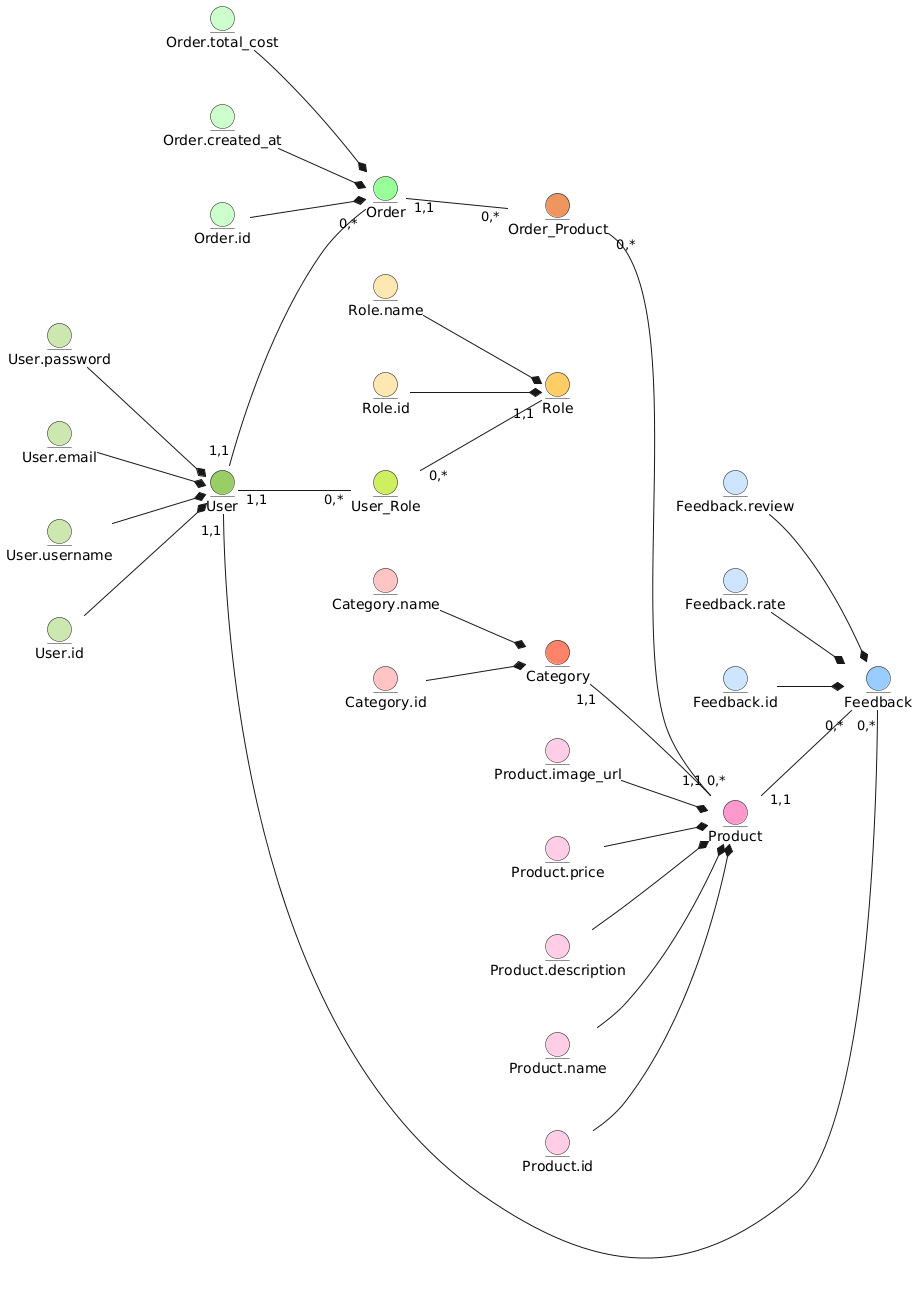 Order.total_cost
Order.created_at
Order
Order.id
1,1
0,*
0,*
Order_Product
0,*
Role.name
User.password
Role.id
Role
1,1
User.email
1,1
0,*
User
1,1
0,*
User_Role
Feedback.review
1,1
User.username
Category.name
Feedback.rate
User.id
Category
Category.id
1,1
Feedback.id
Feedback
0,*
0,*
Product.image_url
1,1
0,*
1,1
Product
Product.price
Product.description
Product.name
Product.id